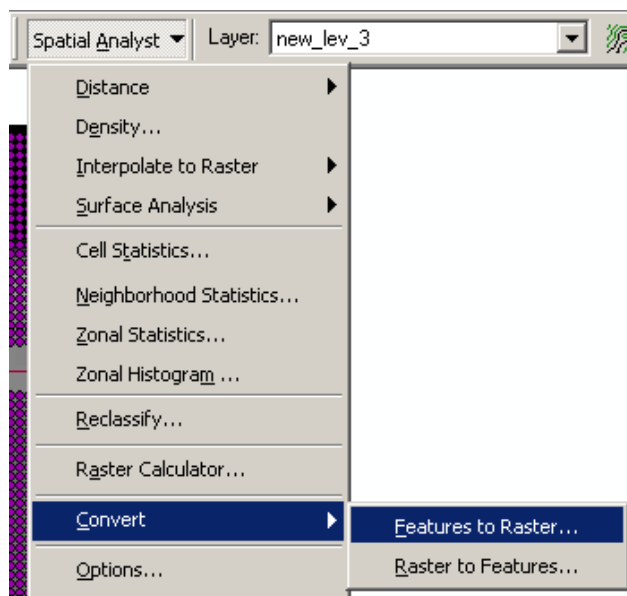 Spatial Analyst Layer: new_lev_3
Distance
Density...
Interpolate to Raster
Surface Analysis
Cell Statistics...
Neighborhood Statistics...
Zonal Statistics...
Zonal Histogram ...
Reclassify...
Raster Calculator...
Convert
Features to Raster...
Options...
Raster to Features...